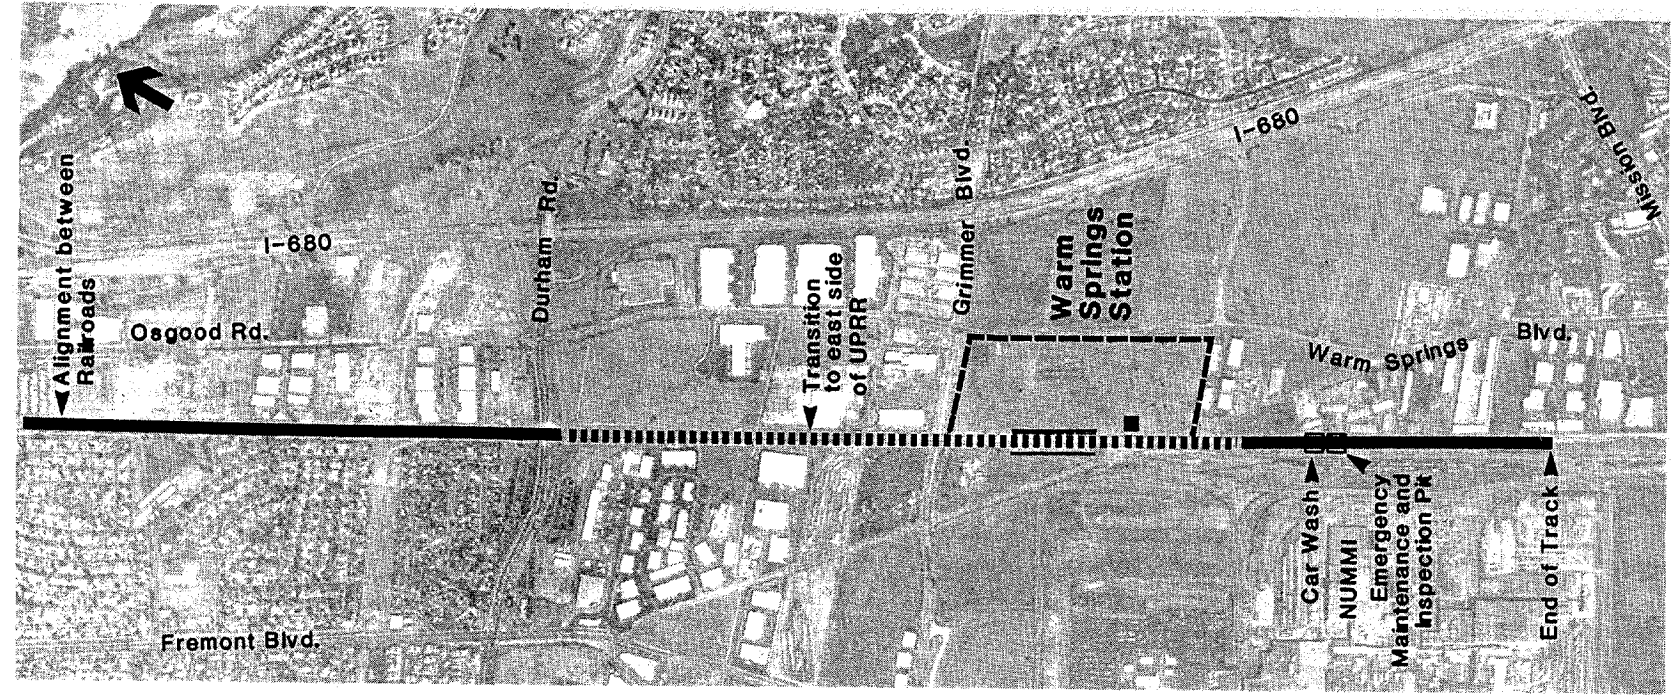 Alignment between
Railroads
I-680
Osgood Rd.
Durham Rd.
Transition
to east side
of UPRR
Grimmer Blvd.
Warm
Springs
Station
I-680
Mission Blvd.
Warm Springs Blvd.
Car Wash
NUMMI
Emergency
Maintenance and
Inspection Pit
End of Track
Fremont Blvd.